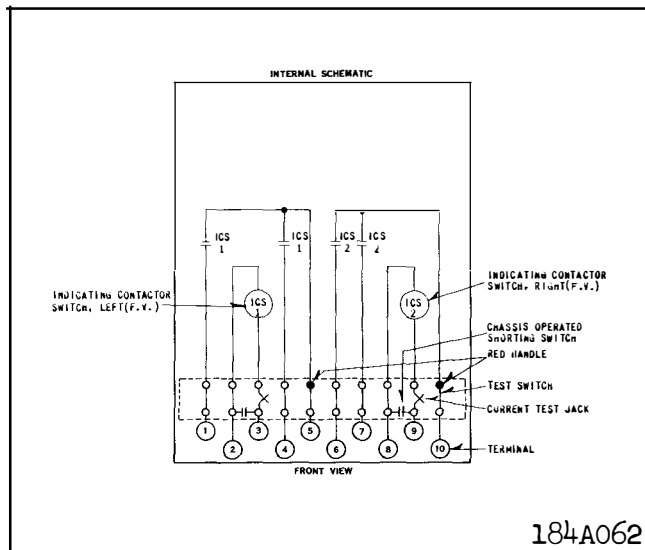 INTERNAL SCHEMATIC
ICS
1
ICS
1
ICS
2
ICS
2
INDICATING CONTACTOR
SWITCH, LEFT(F.V.)
ICS
1
ICS
2
INDICATING CONTACTOR
SWITCH, RIGHT(F.V.)
CHASSIS OPERATED
SHORTING SWITCH
RED HANDLE
TEST SWITCH
CURRENT TEST JACK
1
2
3
4
5
6
7
8
9
10
TERMINAL
FRONT VIEW
184A062